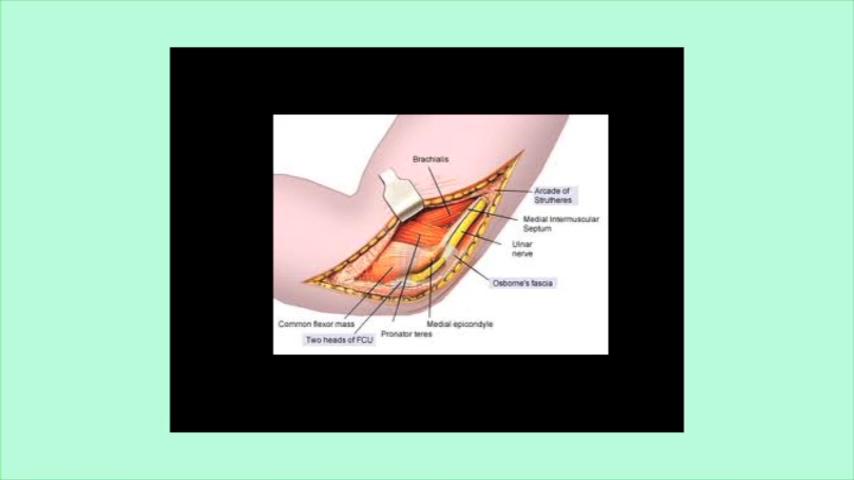 Brachialis
Arcade of
Strutheres
Medial Intermuscular
Septum
Ulnar
nerve
Osborne's fascia
Common flexor mass
Medial epicondyle
Pronator teres
Two heads of FCU